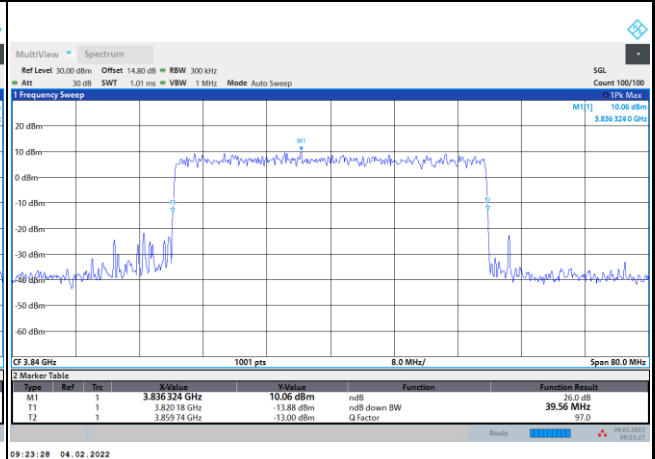 MultiView Spectrum
Ref Level 30.00 dBm Offset 14.80 dB RBW 300 kHz SGL
Att 30 dB SWT 1.01 ms VBW 1 MHz Mode Auto Sweep Count 100/100
1 Frequency Sweep 1Pk Max
M1[1] 10.06 dBm
3.836 324 0 GHz
20 dBm
M1
10 dBm
0 dBm
T1 T2
-10 dBm
-20 dBm
-30 dBm
-40 dBm
-50 dBm
-60 dBm
CF 3.84 GHz 1001 pts 8.0 MHz/ Span 80.0 MHz
2 Marker Table
Type Ref Trc X-Value Y-Value Function Function Result
M1 1 3.836 324 GHz 10.06 dBm ndB 26.0 dB
T1 1 3.820 18 GHz -13.88 dBm ndB down BW 39.56 MHz
T2 1 3.859 74 GHz -13.00 dBm Q Factor 97.0
Ready 04.02.2022
09:23:27
09:23:28 04.02.2022